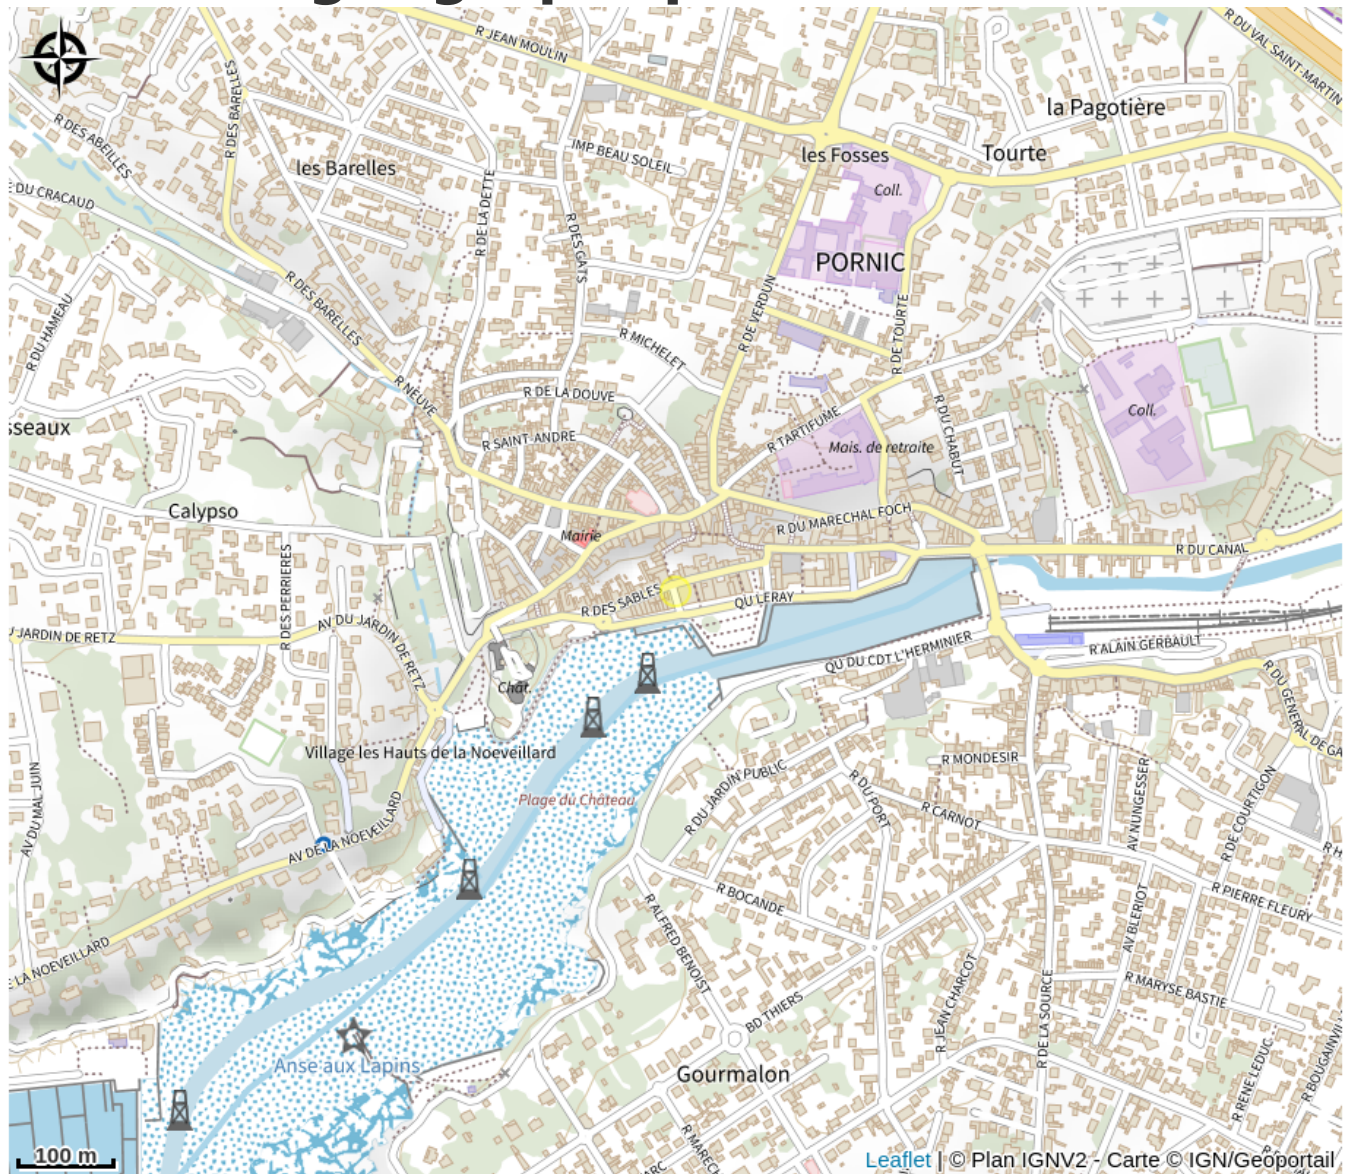 R JEAN MOULIN
R DU VAL SAINT-MARTIN
la Pagotière
R DES BARELLES
R DES ABEILLES
IMP BEAU SOLEIL
les Fosses
Tourte
les Barelles
Coll.
E DU CRACAUD
R DE LA DETTE
R DES GATS
PORNIC
R DES BARELLES
R DE VERDUN
R DE TOURTE
R DU HAMEAU
R MICHELET
R NEUVE
R DE LA DOUVE
R DU CHABUT
Coll.
sseaux
R SAINT-ANDRE
R TARTIFUME
Mais. de retraite
Calypso
R DU MARECHAL FOCH
Mairie
R DU CANAL
R DES PERRIERES
R DES SABLES
QU LERAY
J JARDIN DE RETZ
AV DU JARDIN DE RETZ
QU DU CDT L'HERMINIER
R ALAIN GERBAULT
Chât.
R DU GENERAL DE GA
Village les Hauts de la Noeveillard
R MONDESIR
R DU JARDIN PUBLIC
Plage du Château
R DU PORT
R CARNOT
AV NUNGESSER
R DE COURTIGON
AV DU MAL JUIN
AV DE LA NOEVEILLARD
R H
R BOCANDE
R PIERRE FLEURY
R ALFRED BENOIST
AV BLERIOT
E LA NOEVEILLARD
R JEAN CHARCOT
R DE LA SOURCE
R MARYSE BASTIE
BD THIERS
Anse aux Lapins
Gourmalon
R RENE LEDUC
R BOUGAINVIL
R MARECH
ARC
100 m
Leaflet | © Plan IGNV2 - Carte © IGN/Geoportail